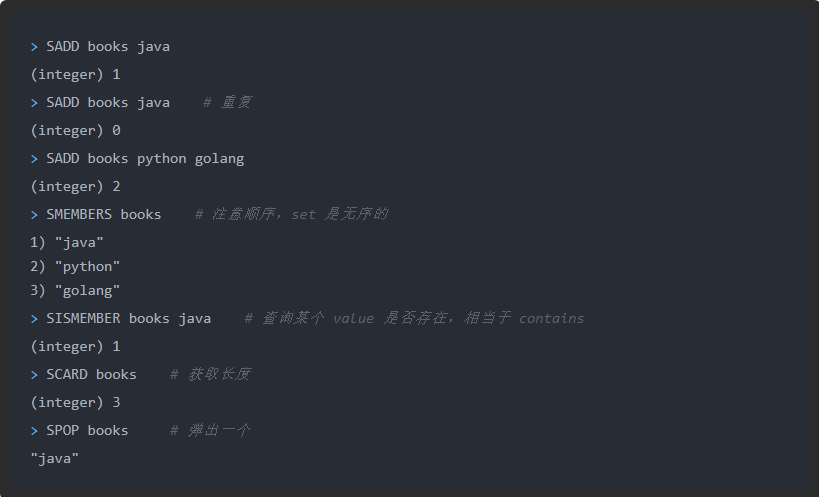 > SADD books java
(integer) 1
> SADD books java    # 重复
(integer) 0
> SADD books python golang
(integer) 2
> SMEMBERS books    # 注意顺序，set 是无序的
1) "java"
2) "python"
3) "golang"
> SISMEMBER books java    # 查询某个 value 是否存在，相当于 contains
(integer) 1
> SCARD books    # 获取长度
(integer) 3
> SPOP books     # 弹出一个
"java"